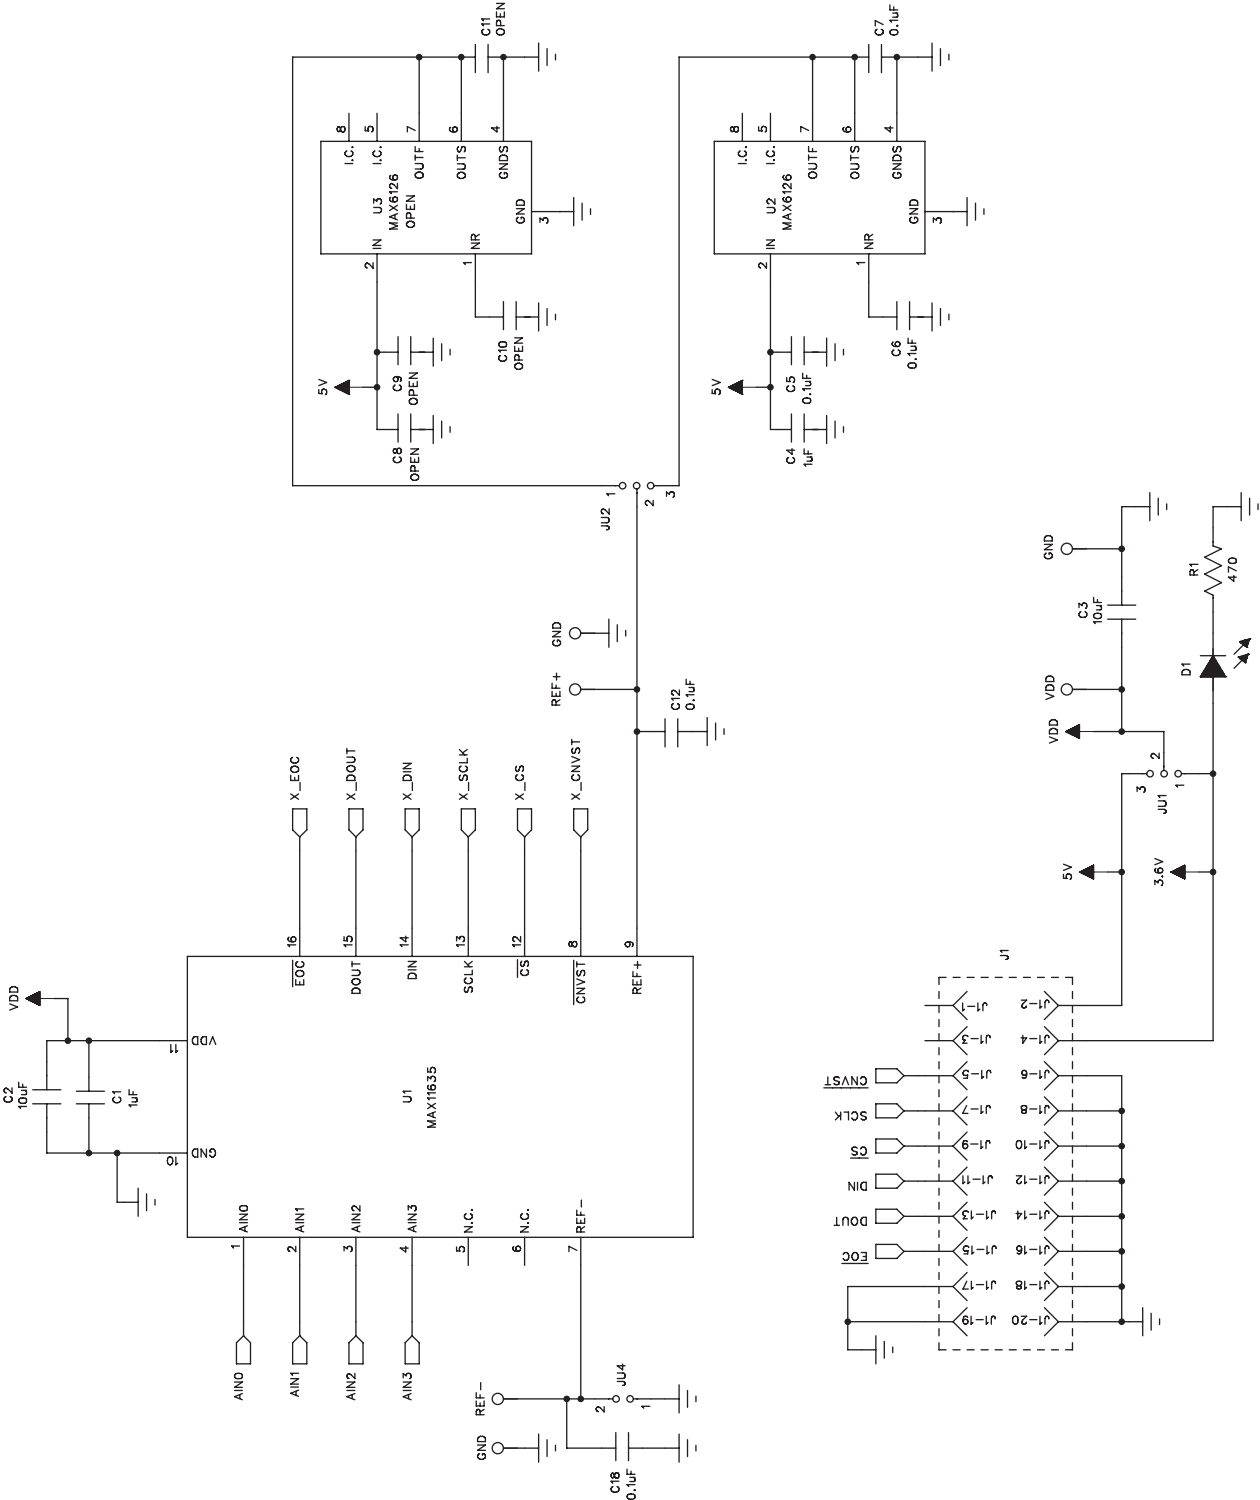 C11
OPEN
C7
0.1uF
8
I.C.
5
I.C.
7
OUTF
6
OUTS
4
GNDS
U3
MAX6126
OPEN
GND
3
IN
2
NR
1
C10
OPEN
5V
C9
OPEN
C8
OPEN
8
I.C.
5
I.C.
7
OUTF
6
OUTS
4
GNDS
U2
MAX6126
GND
3
IN
2
NR
1
C6
0.1uF
5V
C5
0.1uF
C4
1uF
JU2
1
2
3
GND
REF+
C12
0.1uF
X_EOC
X_DOUT
X_DIN
X_SCLK
X_CS
X_CNVST
16
EOC
15
DOUT
14
DIN
13
SCLK
12
CS
8
CNVST
9
REF+
VDD
C2
10uF
C1
1uF
11
VDD
10
GND
U1
MAX11635
1
AIN0
2
AIN1
3
AIN2
4
AIN3
5
N.C.
6
N.C.
7
REF-
AIN0
AIN1
AIN2
AIN3
REF-
GND
JU4
2
1
C18
0.1uF
GND
C3
10uF
VDD
VDD
R1
470
D1
JU1
3
2
1
5V
3.6V
J1
J1-1
J1-2
J1-3
J1-4
CNVST
J1-5
J1-6
SCLK
J1-7
J1-8
CS
J1-9
J1-10
DIN
J1-11
J1-12
DOUT
J1-13
J1-14
EOC
J1-15
J1-16
J1-17
J1-18
J1-19
J1-20